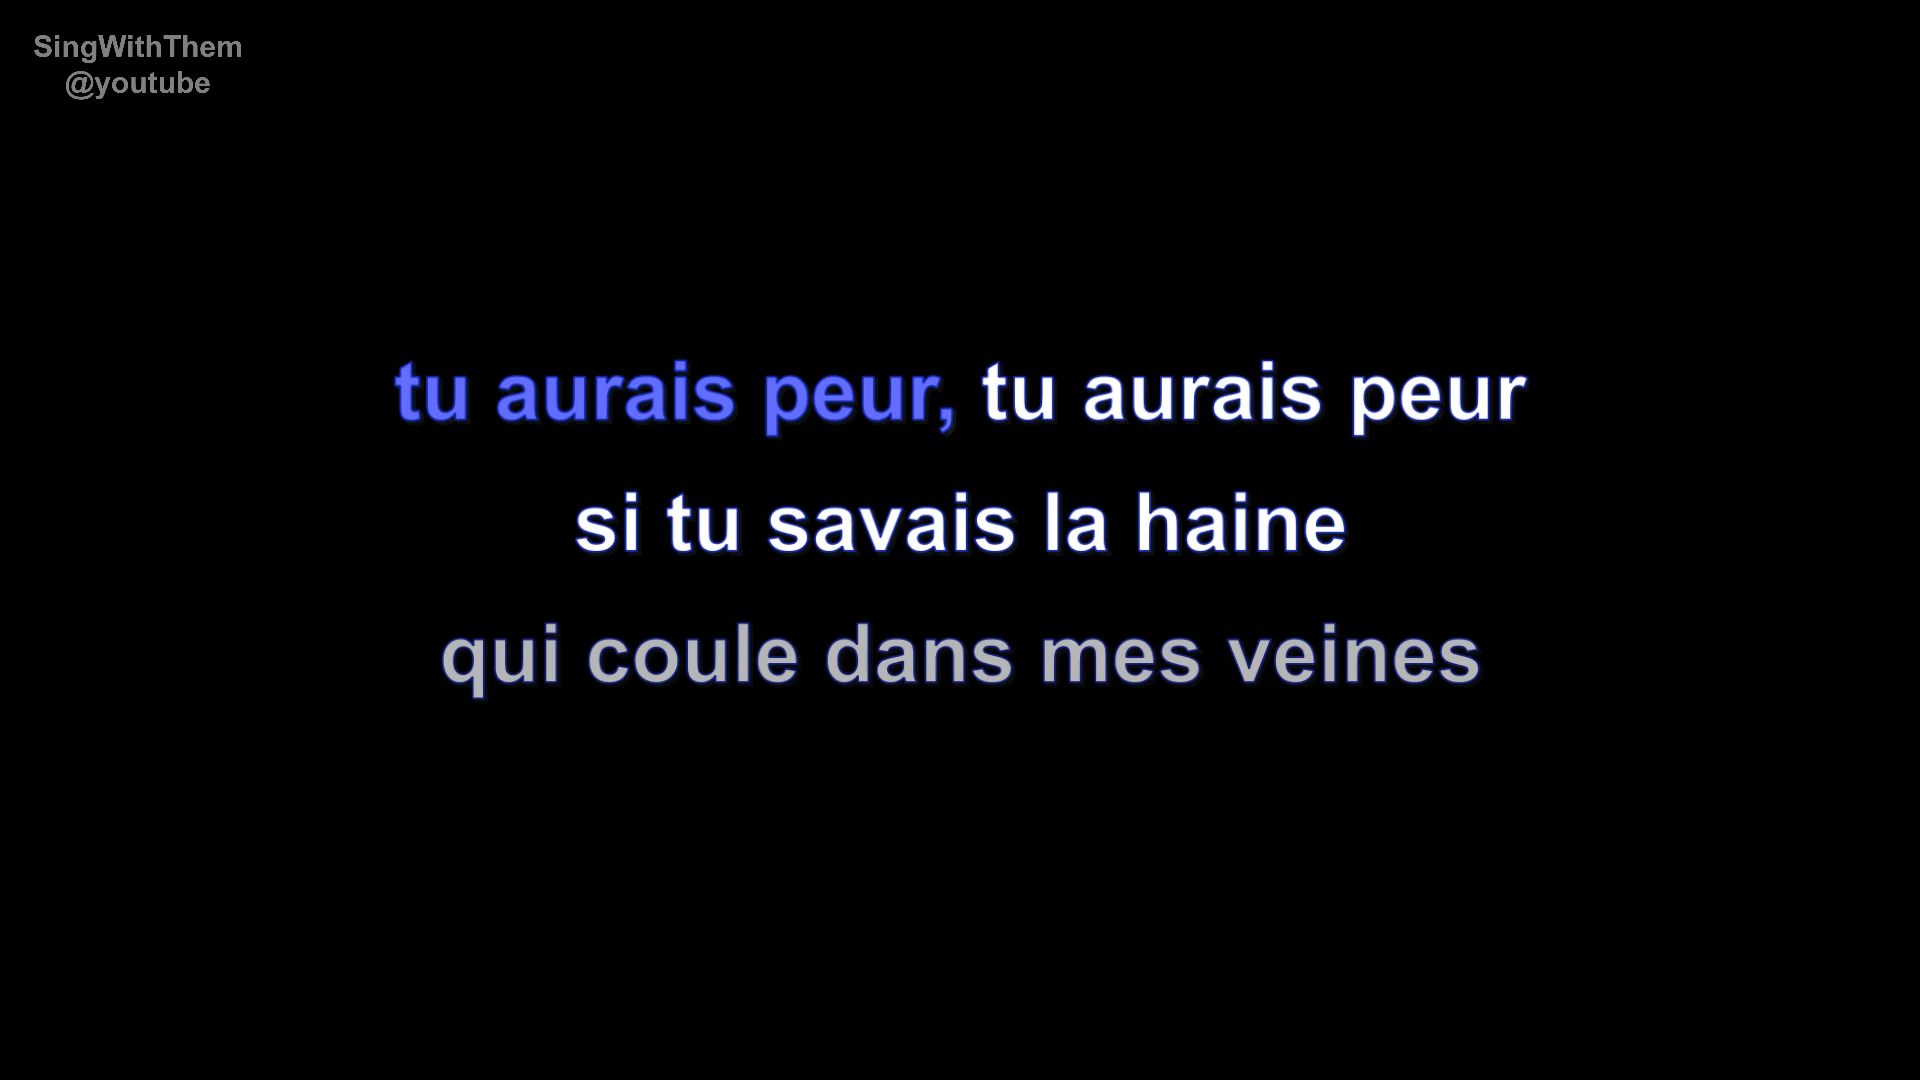 SingWithThem
@youtube
tu aurais peur, tu aurais peur
si tu savais la haine
qui coule dans mes veines